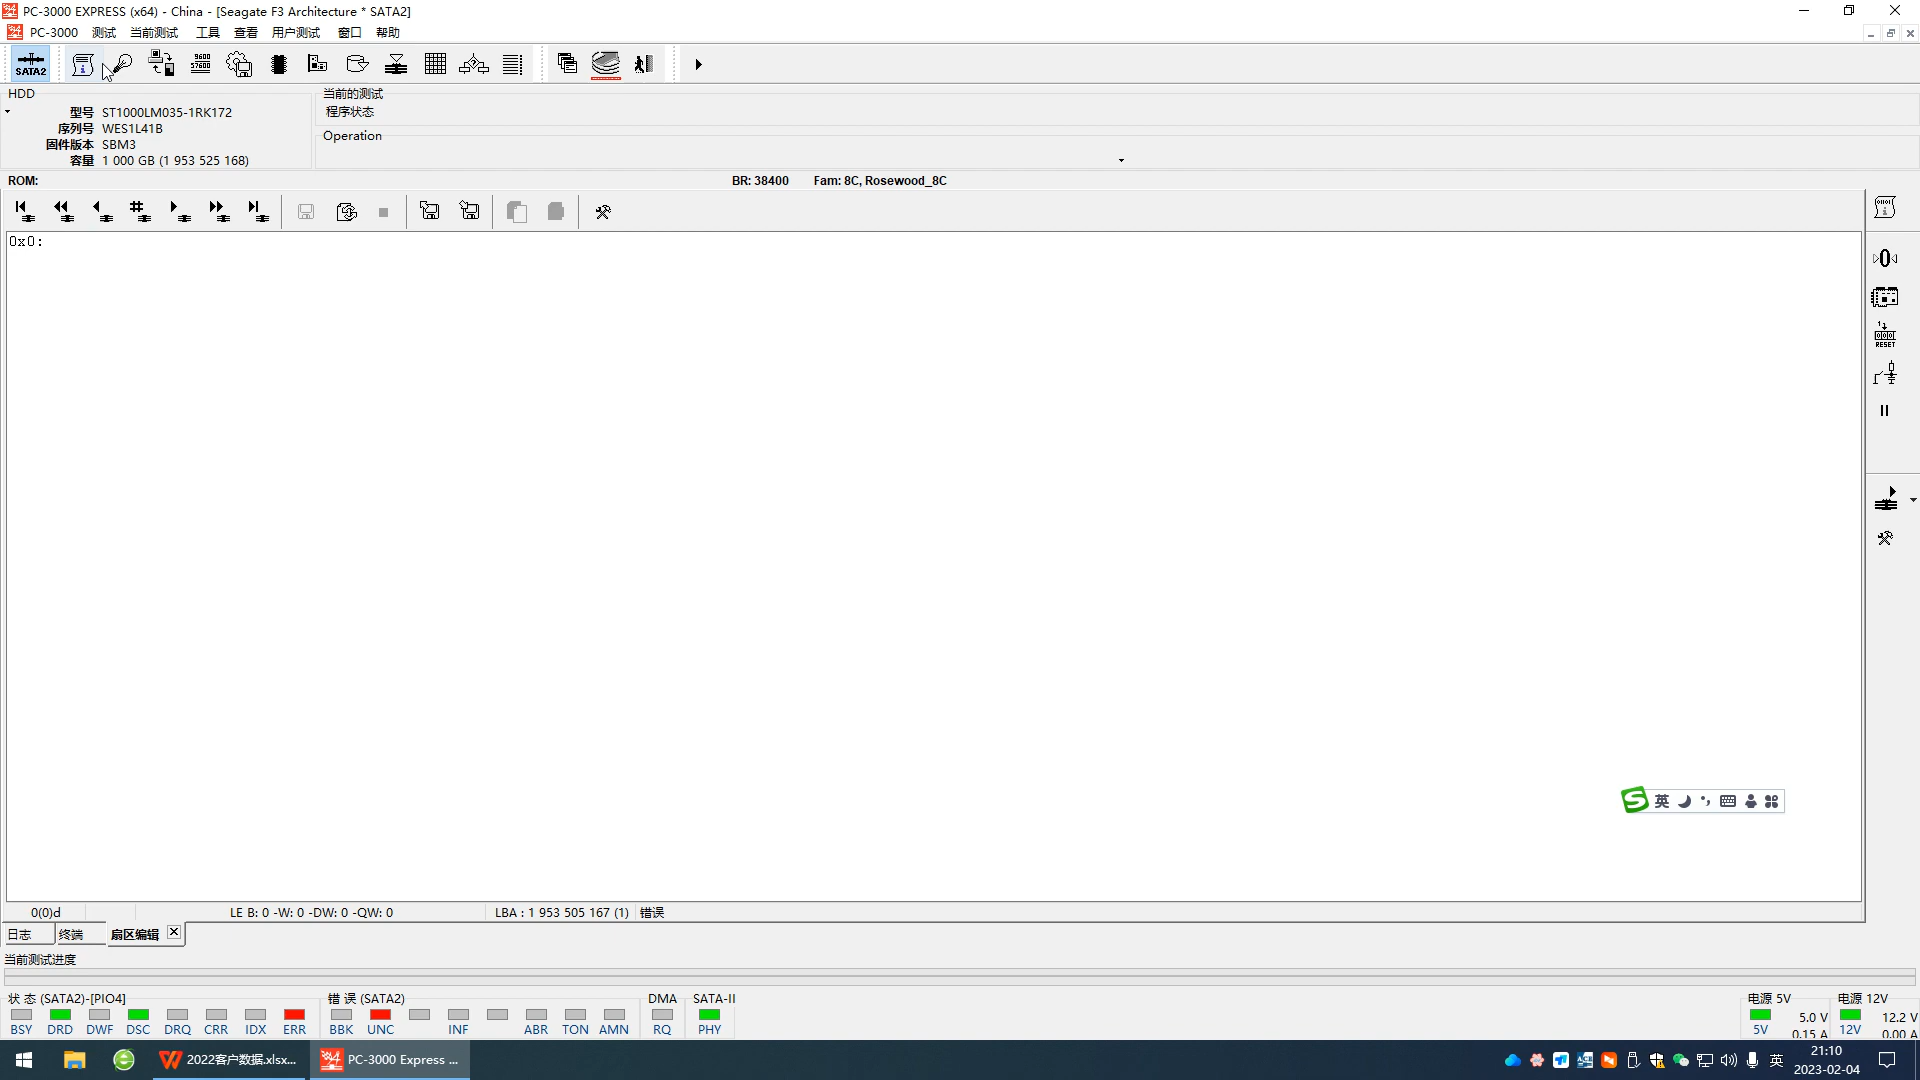 PC-3000 EXPRESS (x64) - China - [Seagate F3 Architecture * SATA2]
PC-3000 测试 当前测试 工具 查看 用户测试 窗口 帮助
SATA2
9600
57600
HDD
型号 ST1000LM035-1RK172
序列号 WES1L41B
固件版本 SBM3
容量 1 000 GB (1 953 525 168)
当前的测试
程序状态
Operation
ROM:
BR: 38400
Fam: 8C, Rosewood_8C
0x0:
RESET
英
0(0)d
LE B: 0 -W: 0 -DW: 0 -QW: 0
LBA : 1 953 505 167 (1)
错误
日志 终端 扇区编辑
当前测试进度
状 态 (SATA2)-[PIO4]
BSY DRD DWF DSC DRQ CRR IDX ERR
错 误 (SATA2)
BBK UNC INF ABR TON AMN
DMA
RQ
SATA-II
PHY
电源 5V
5V 5.0 V
0.15 A
电源 12V
12V 12.2 V
0.00 A
2022客户数据.xlsx...
PC-3000 Express ...
英
21:10
2023-02-04